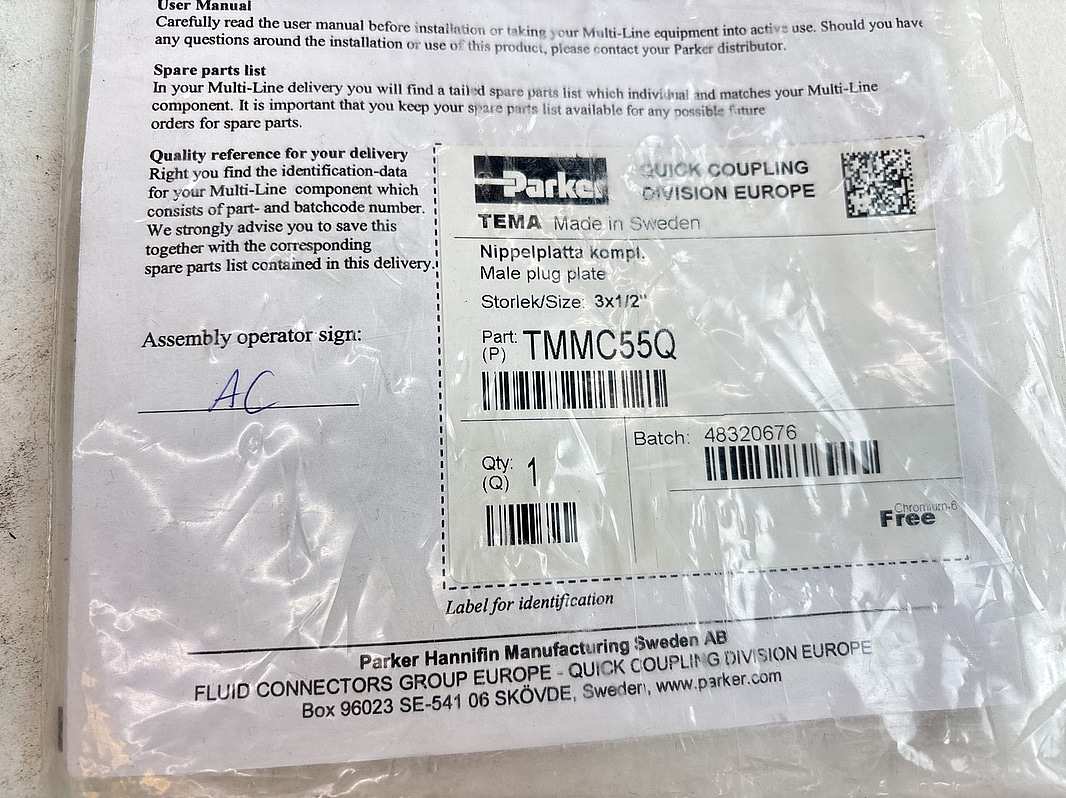 User Manual
Carefully read the user manual before installation or taking your Multi-Line equipment into active use. Should you have
any questions around the installation or use of this product, please contact your Parker distributor.
Spare parts list
In your Multi-Line delivery you will find a tailed spare parts list which individual and matches your Multi-Line
component. It is important that you keep your spare parts list available for any possible future
orders for spare parts.
Quality reference for your delivery
Right you find the identification-data
for your Multi-Line component which
consists of part- and batchcode number.
We strongly advise you to save this
together with the corresponding
spare parts list contained in this delivery.
Assembly operator sign:
AC
Parker
QUICK COUPLING
DIVISION EUROPE
TEMA Made in Sweden
Nippelplatta kompl.
Male plug plate
Storlek/Size: 3x1/2"
Part: TMMC55Q
(P)
Batch: 48320676
Qty: 1
(Q)
Chromium-6
Free
Label for identification
Parker Hannifin Manufacturing Sweden AB
FLUID CONNECTORS GROUP EUROPE - QUICK COUPLING DIVISION EUROPE
Box 96023 SE-541 06 SKÖVDE, Sweden, www.parker.com